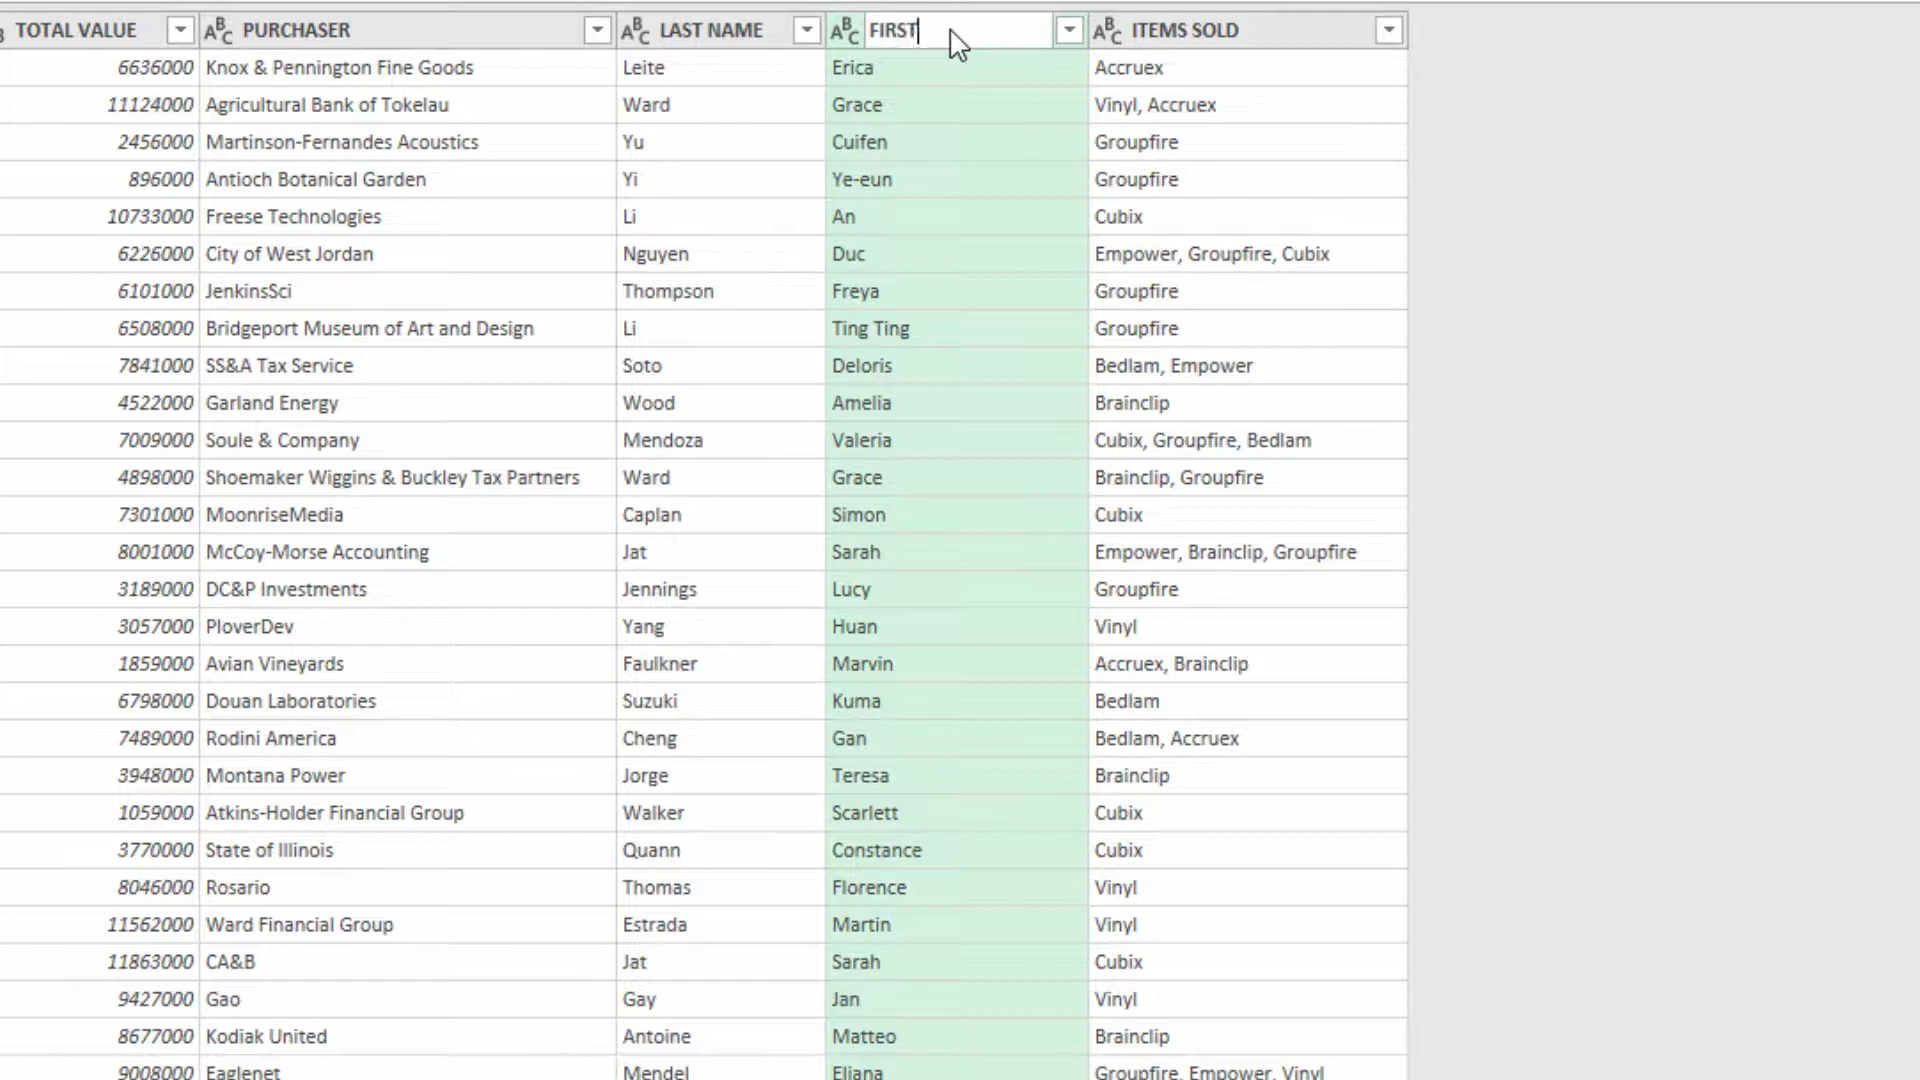 TOTAL VALUE ABC PURCHASER ABC LAST NAME ABC FIRST ABC ITEMS SOLD
6636000 Knox & Pennington Fine Goods Leite Erica Accruex
11124000 Agricultural Bank of Tokelau Ward Grace Vinyl, Accruex
2456000 Martinson-Fernandes Acoustics Yu Cuifen Groupfire
896000 Antioch Botanical Garden Yi Ye-eun Groupfire
10733000 Freese Technologies Li An Cubix
6226000 City of West Jordan Nguyen Duc Empower, Groupfire, Cubix
6101000 JenkinsSci Thompson Freya Groupfire
6508000 Bridgeport Museum of Art and Design Li Ting Ting Groupfire
7841000 SS&A Tax Service Soto Deloris Bedlam, Empower
4522000 Garland Energy Wood Amelia Brainclip
7009000 Soule & Company Mendoza Valeria Cubix, Groupfire, Bedlam
4898000 Shoemaker Wiggins & Buckley Tax Partners Ward Grace Brainclip, Groupfire
7301000 MoonriseMedia Caplan Simon Cubix
8001000 McCoy-Morse Accounting Jat Sarah Empower, Brainclip, Groupfire
3189000 DC&P Investments Jennings Lucy Groupfire
3057000 PloverDev Yang Huan Vinyl
1859000 Avian Vineyards Faulkner Marvin Accruex, Brainclip
6798000 Douan Laboratories Suzuki Kuma Bedlam
7489000 Rodini America Cheng Gan Bedlam, Accruex
3948000 Montana Power Jorge Teresa Brainclip
1059000 Atkins-Holder Financial Group Walker Scarlett Cubix
3770000 State of Illinois Quann Constance Cubix
8046000 Rosario Thomas Florence Vinyl
11562000 Ward Financial Group Estrada Martin Vinyl
11863000 CA&B Jat Sarah Cubix
9427000 Gao Gay Jan Vinyl
8677000 Kodiak United Antoine Matteo Brainclip
9008000 Eaglenet Mendel Eliana Groupfire, Empower, Vinyl